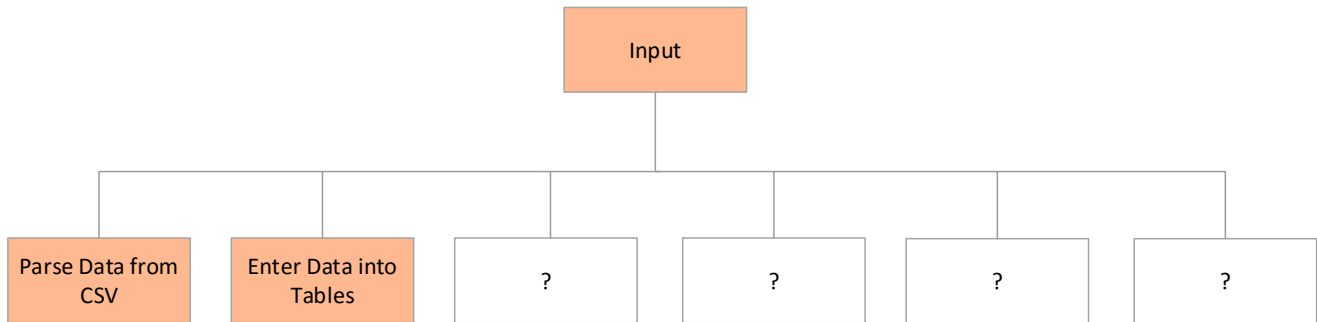 Input
Parse Data from
CSV
Enter Data into
Tables
?
?
?
?